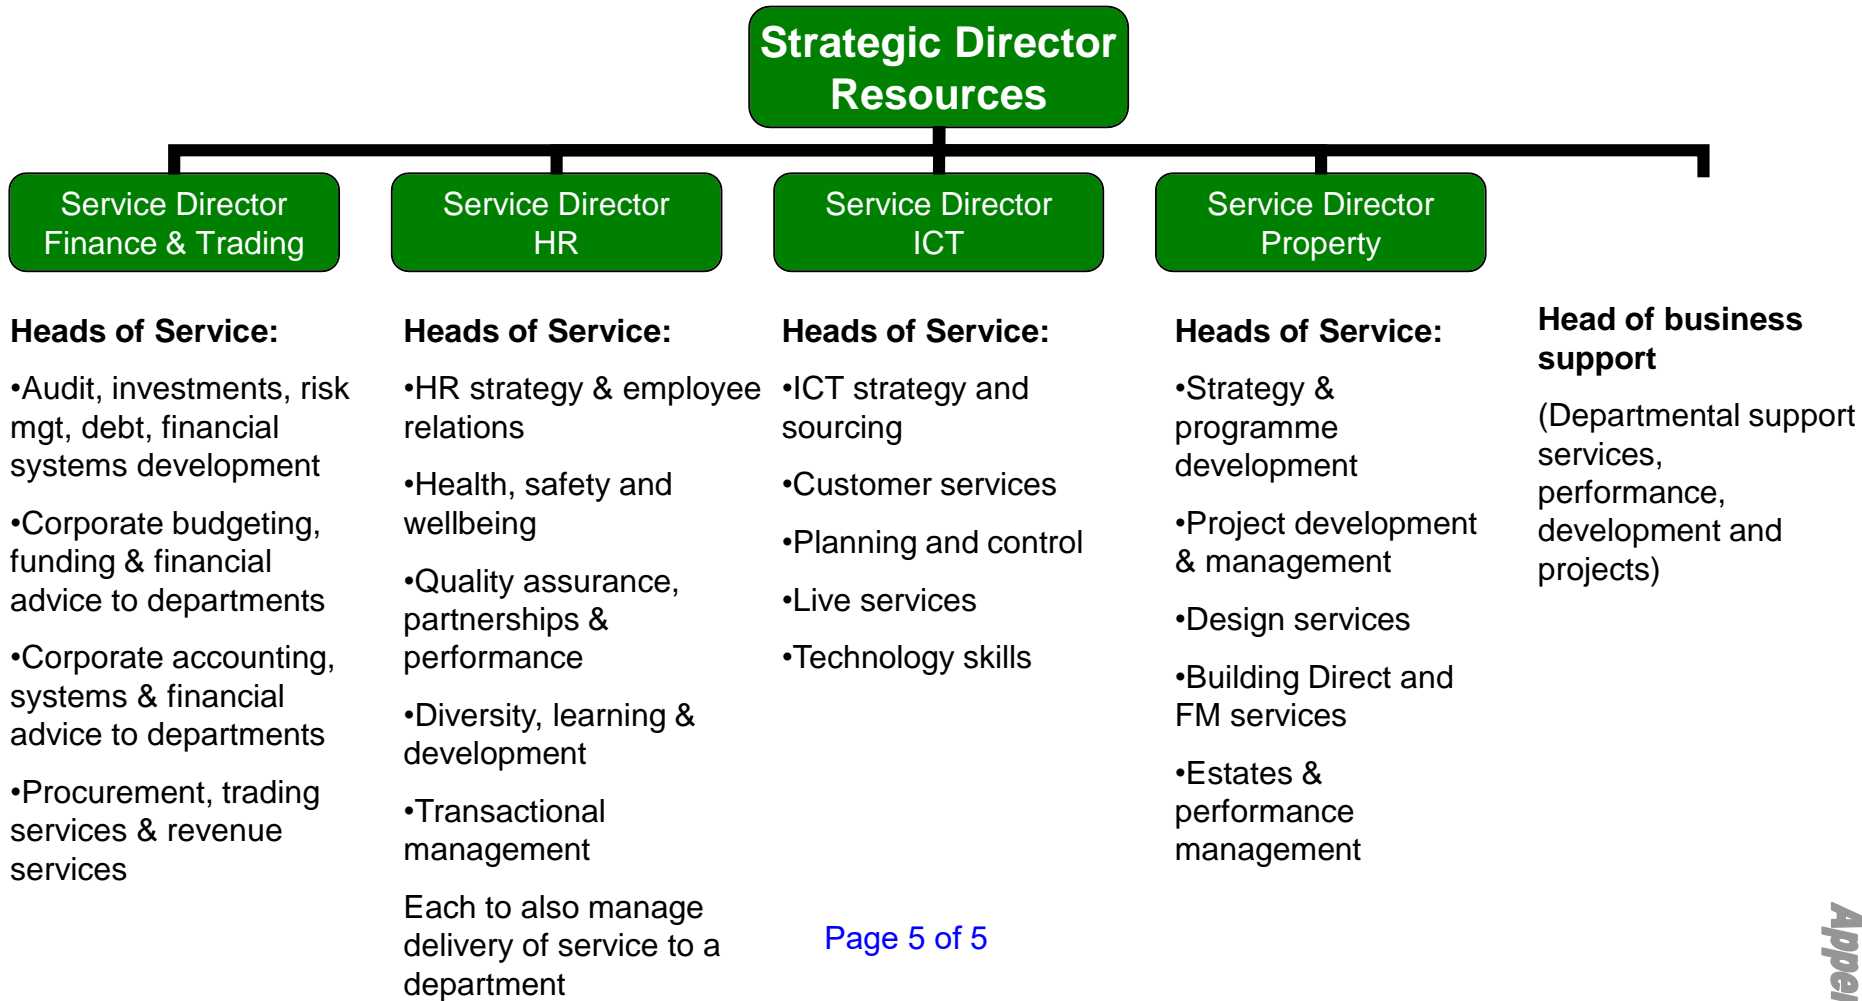 Strategic Director
Resources
Service Director
Finance & Trading
Service Director
HR
Service Director
ICT
Service Director
Property
Heads of Service:
•Audit, investments, risk
mgt, debt, financial
systems development
•Corporate budgeting,
funding & financial
advice to departments
•Corporate accounting,
systems & financial
advice to departments
•Procurement, trading
services & revenue
services
Heads of Service:
•HR strategy & employee
relations
•Health, safety and
wellbeing
•Quality assurance,
partnerships &
performance
•Diversity, learning &
development
•Transactional
management
Each to also manage
delivery of service to a
department
Heads of Service:
•ICT strategy and
sourcing
•Customer services
•Planning and control
•Live services
•Technology skills
Heads of Service:
•Strategy &
programme
development
•Project development
& management
•Design services
•Building Direct and
FM services
•Estates &
performance
management
Head of business
support
(Departmental support
services,
performance,
development and
projects)
Page 5 of 5